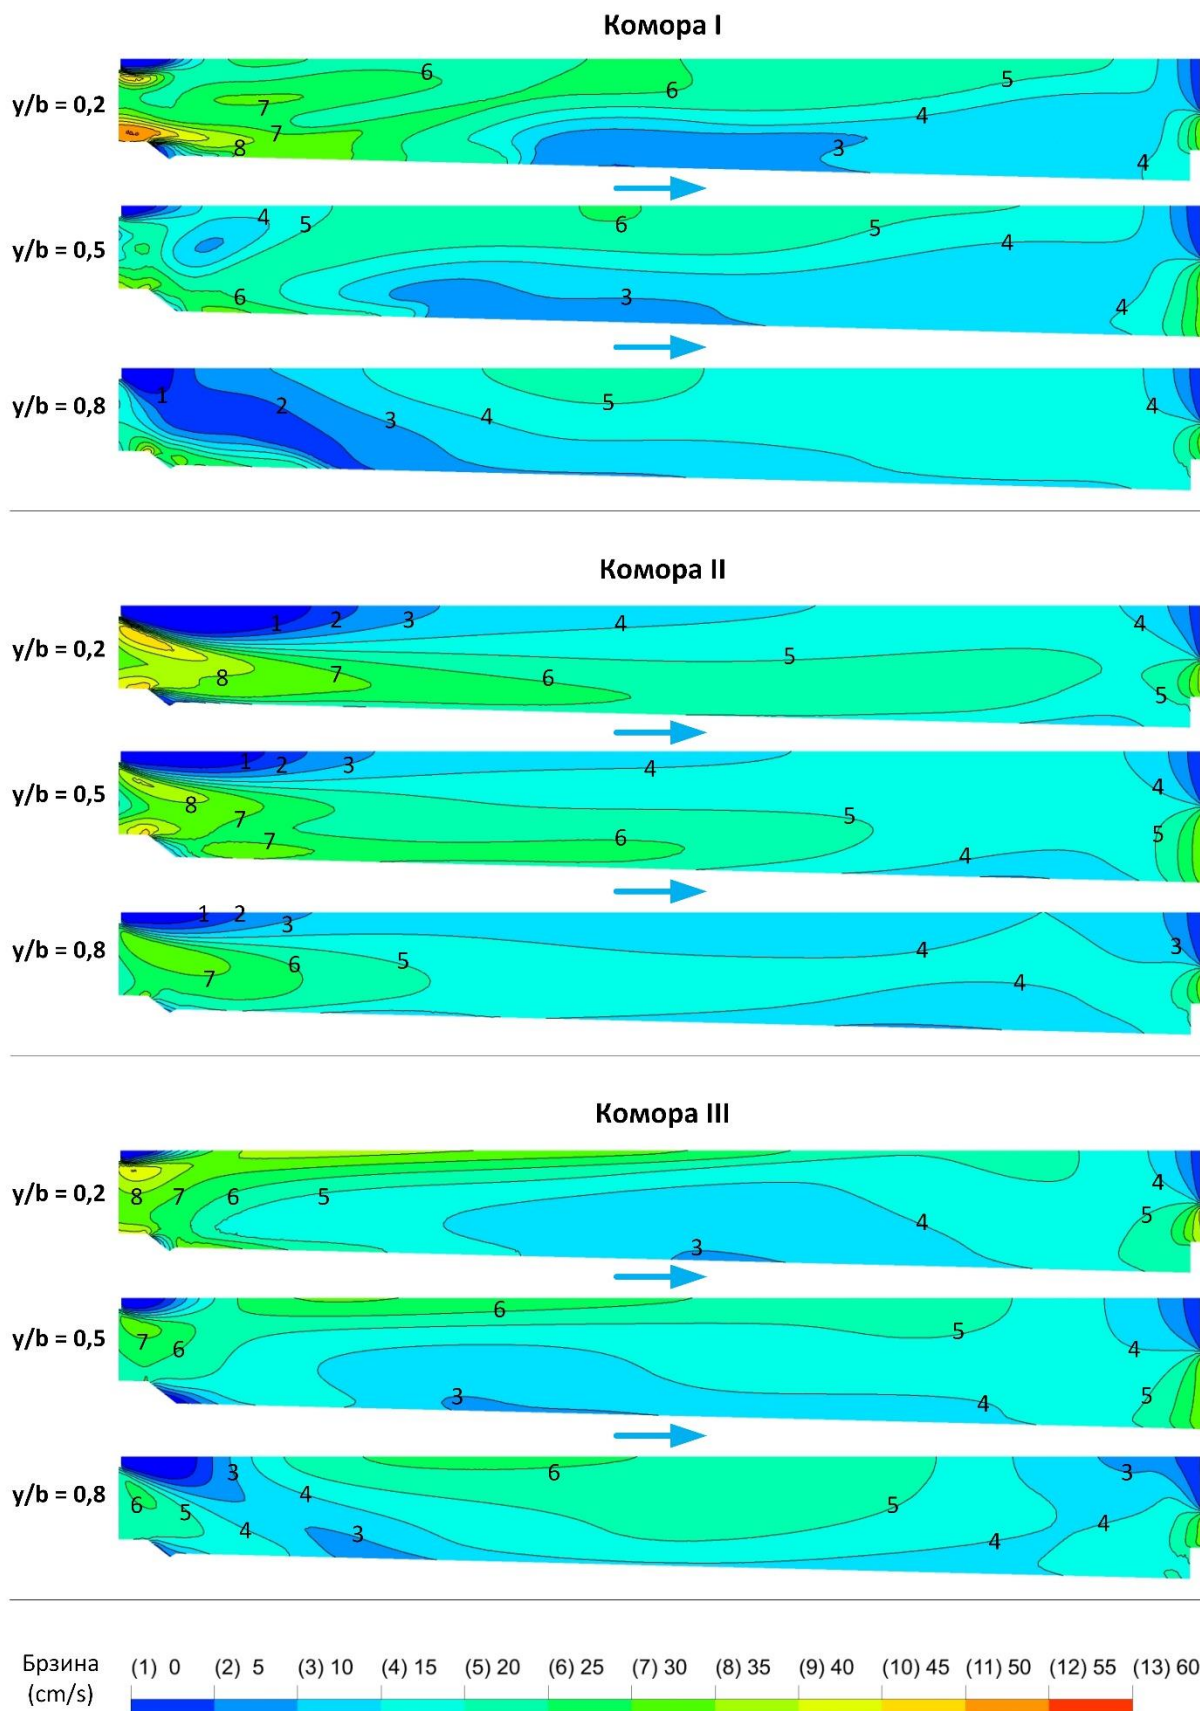 Комора I
y/b = 0,2
6 5
7 6
7 4
8 3 4
y/b = 0,5
4 5 6 5 4
6 3 4
y/b = 0,8
1 2 3 4 5 4
Комора II
y/b = 0,2
1 2 3 4 4
8 7 6 5 5
y/b = 0,5
1 2 3 4 4
8 7 7 6 5 4 5
y/b = 0,8
1 2 3 4 3
7 6 5 4
Комора III
y/b = 0,2
8 7 6 5 4 4 5
3
y/b = 0,5
7 6 6 5 4
3 4 5
y/b = 0,8
3 6 3
6 5 4 5 4
4 3 4
Брзина (1) 0 (2) 5 (3) 10 (4) 15 (5) 20 (6) 25 (7) 30 (8) 35 (9) 40 (10) 45 (11) 50 (12) 55 (13) 60
(cm/s)